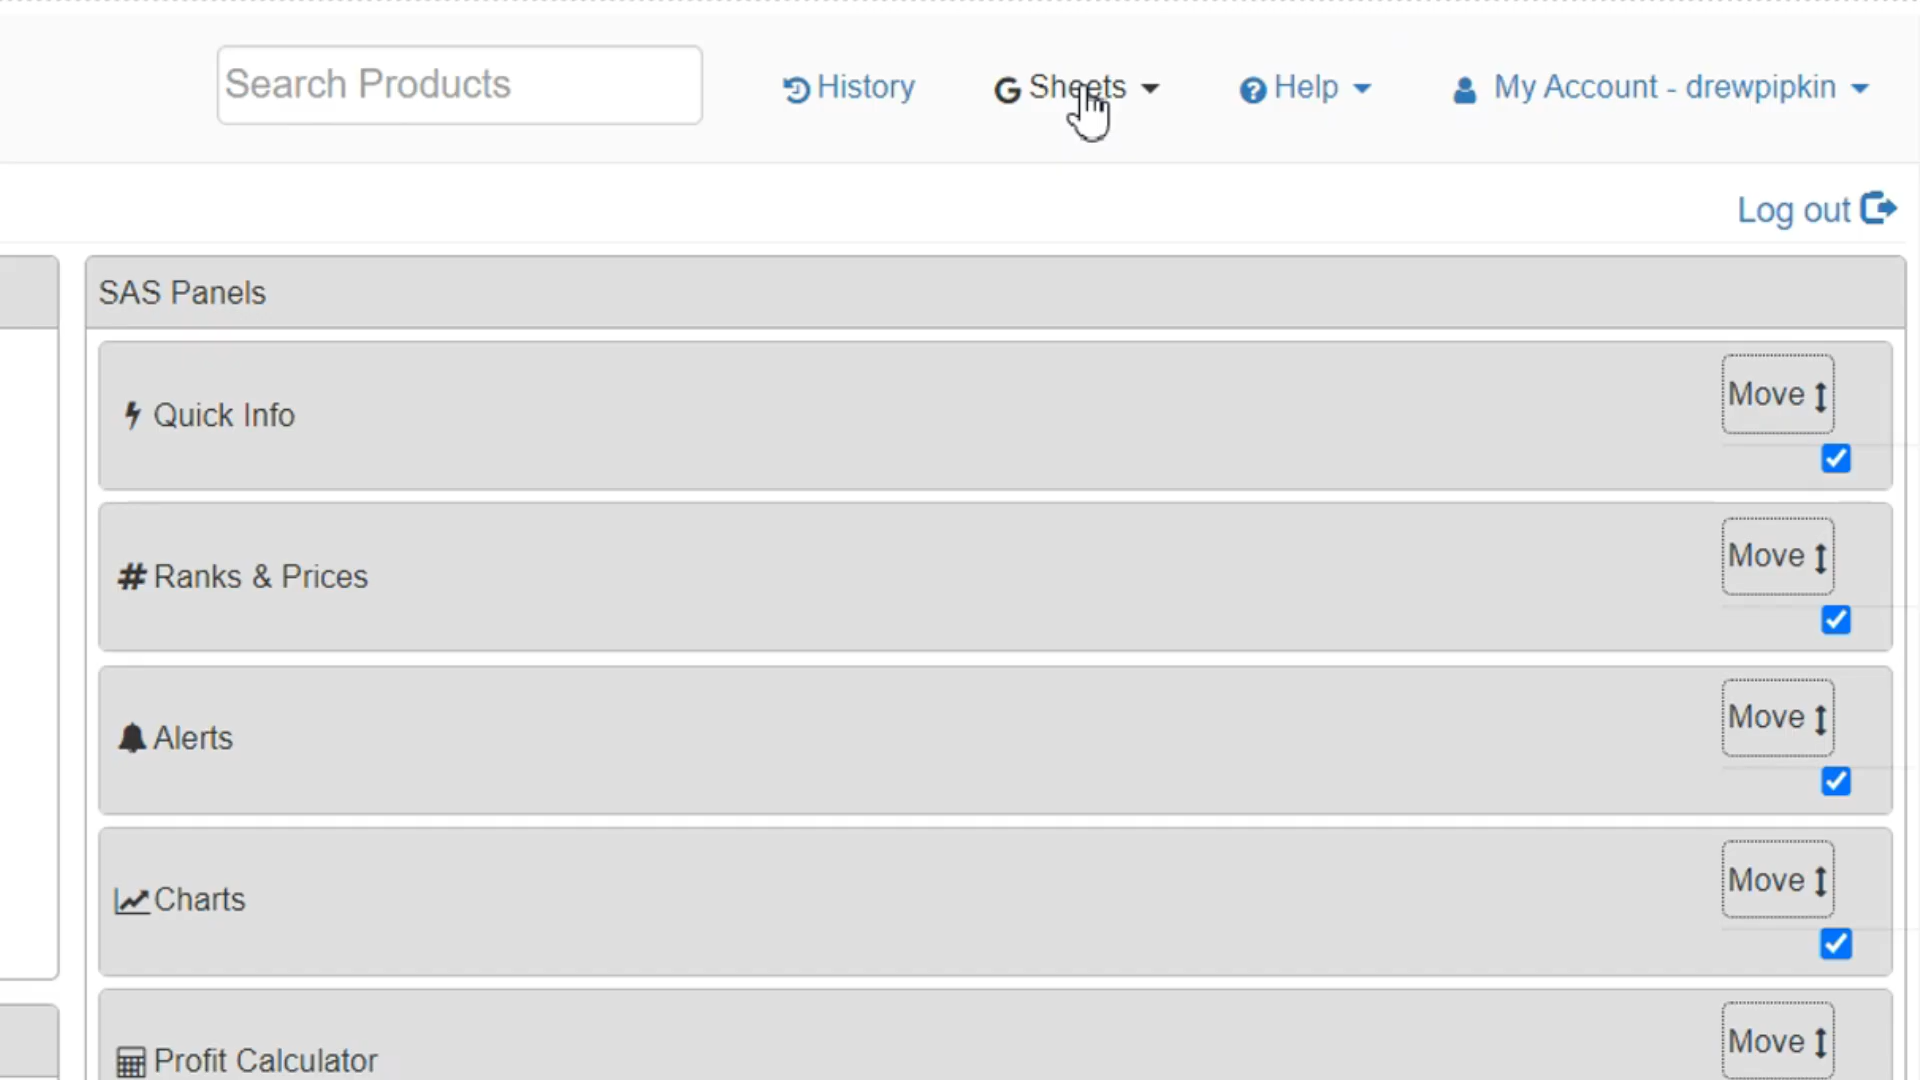 Search Products
History
Sheets
Help
My Account - drewpipkin
Log out
SAS Panels
Quick Info
Move
Ranks & Prices
Move
Alerts
Move
Charts
Move
Profit Calculator
Move